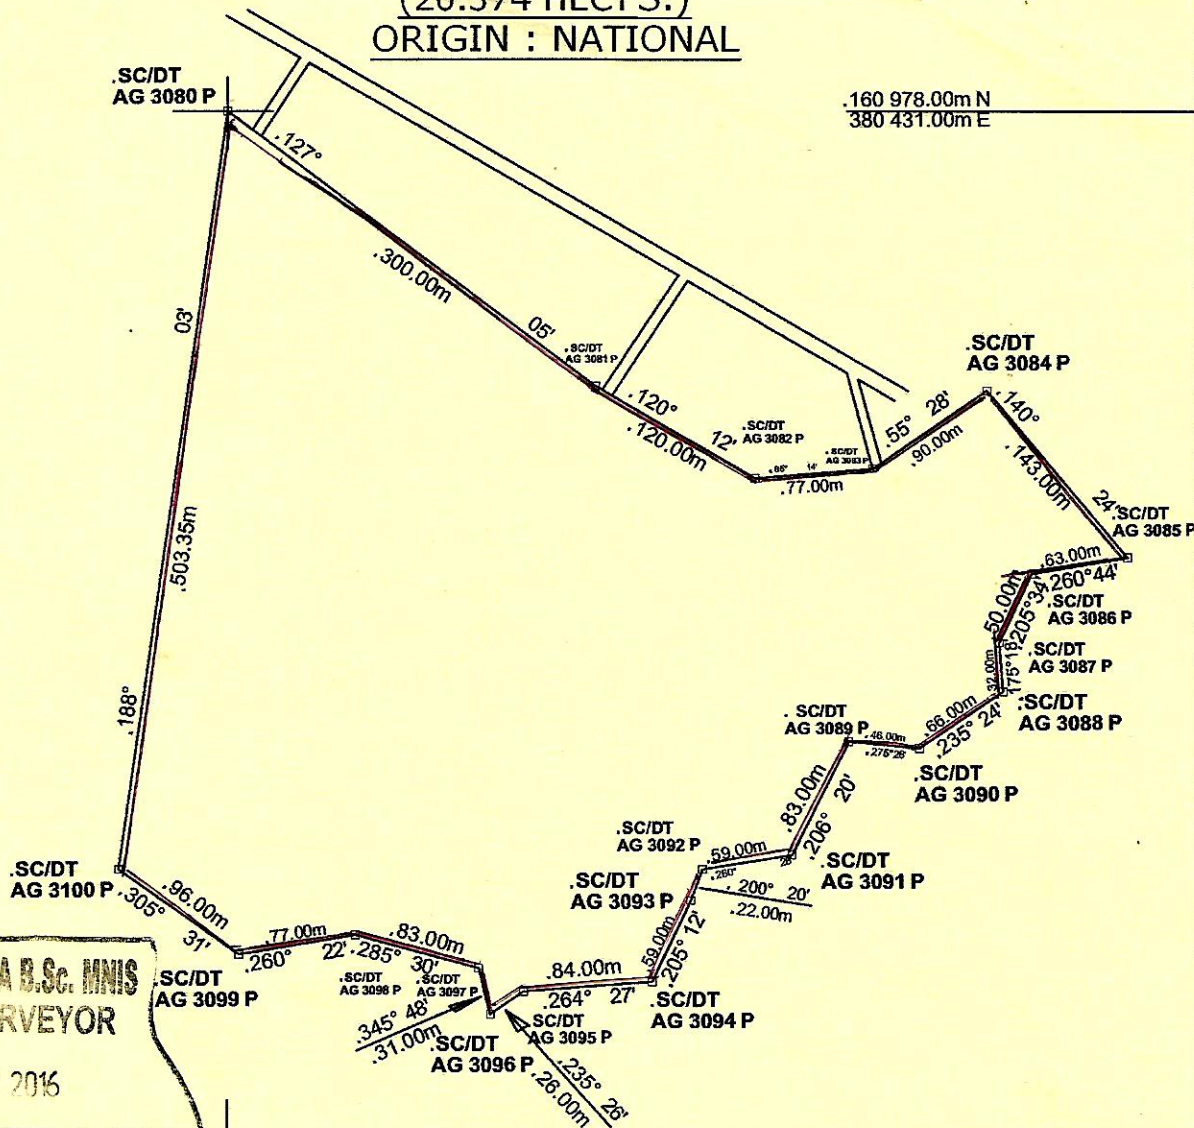 (20.394 HECTS.)
ORIGIN : NATIONAL
.SC/DT
AG 3080 P
.160 978.00m N
380 431.00m E
.127°
.300.00m
05'
.SC/DT
AG 3081 P
.120°
12'
.120.00m
.SC/DT
AG 3082 P
.SC/DT
AG 3083 P
14'
.77.00m
.55° 28'
.90.00m
.SC/DT
AG 3084 P
.140°
24'
.143.00m
.SC/DT
AG 3085 P
.63.00m
.260°44'
.SC/DT
AG 3086 P
50.00m
.205°34'
.SC/DT
AG 3087 P
.32.00m
175°18'
.SC/DT
AG 3088 P
.66.00m
.235° 24'
. SC/DT
AG 3089 P
.46.00m
.275°26'
.SC/DT
AG 3090 P
.83.00m
.206° 20'
.SC/DT
AG 3091 P
.SC/DT
AG 3092 P
.59.00m
.260°
.SC/DT
AG 3093 P
. 200° 20'
.22.00m
.59.00m
.205° 12'
.SC/DT
AG 3094 P
.84.00m
.264° 27'
.SC/DT
AG 3095 P
.235° 26'
.26.00m
.SC/DT
AG 3096 P
.345° 48'
.31.00m
.SC/DT
AG 3097 P
.83.00m
.285° 30'
.SC/DT
AG 3098 P
.77.00m
.260° 22'
.SC/DT
AG 3099 P
.96.00m
.305° 31'
.SC/DT
AG 3100 P
.188° 03'
.503.35m
A B.Sc. MNIS
RVEYOR
2016